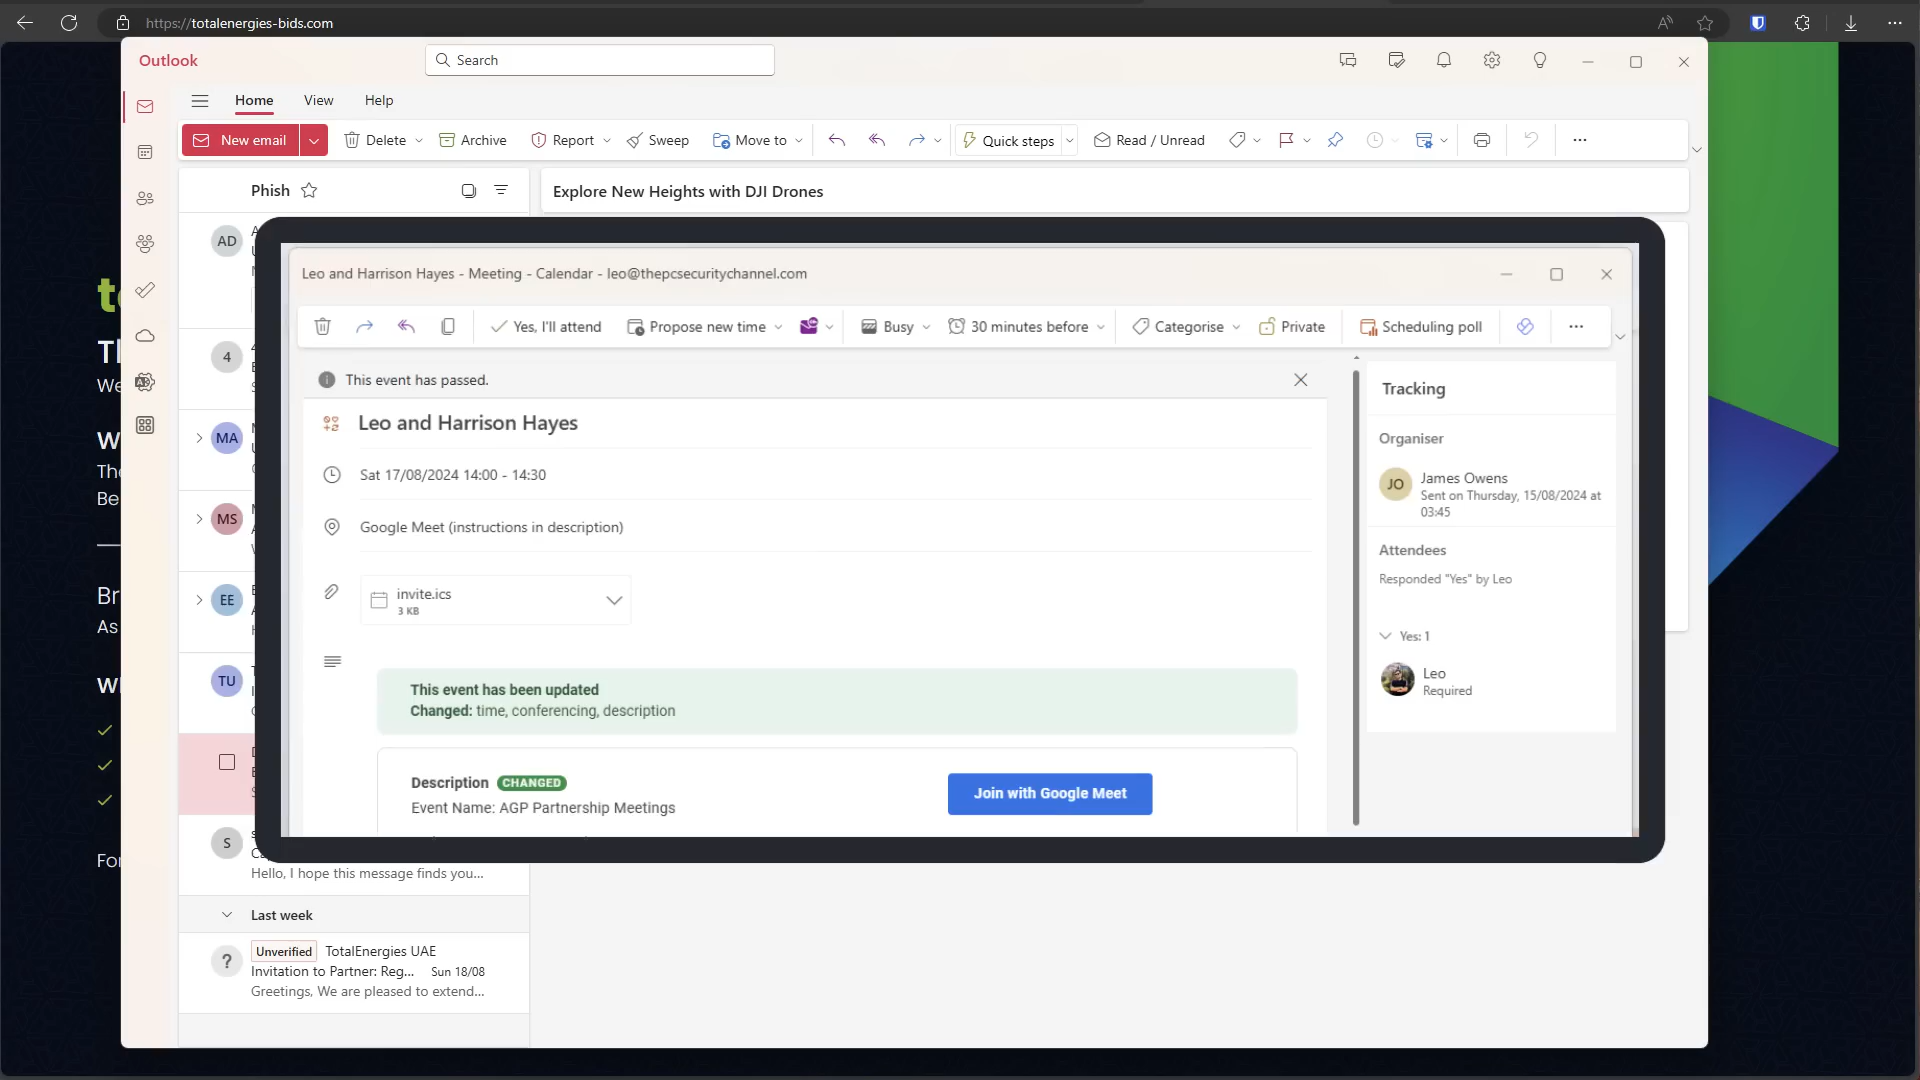 https://totalenergies-bids.com
Outlook
Search
Home View Help
New email Delete Archive Report Sweep Move to Quick steps Read / Unread
Phish
Explore New Heights with DJI Drones
AD
4
MA
MS
EE
TU
S
Hello, I hope this message finds you...
Last week
? Unverified TotalEnergies UAE
Invitation to Partner: Reg... Sun 18/08
Greetings, We are pleased to extend...
Leo and Harrison Hayes - Meeting - Calendar - leo@thepcsecuritychannel.com
Yes, I'll attend Propose new time Busy 30 minutes before Categorise Private Scheduling poll
This event has passed.
Leo and Harrison Hayes
Sat 17/08/2024 14:00 - 14:30
Google Meet (instructions in description)
invite.ics
3 KB
This event has been updated
Changed: time, conferencing, description
Description CHANGED
Event Name: AGP Partnership Meetings
Join with Google Meet
Tracking
Organiser
JO James Owens
Sent on Thursday, 15/08/2024 at
03:45
Attendees
Responded "Yes" by Leo
Yes: 1
Leo
Required